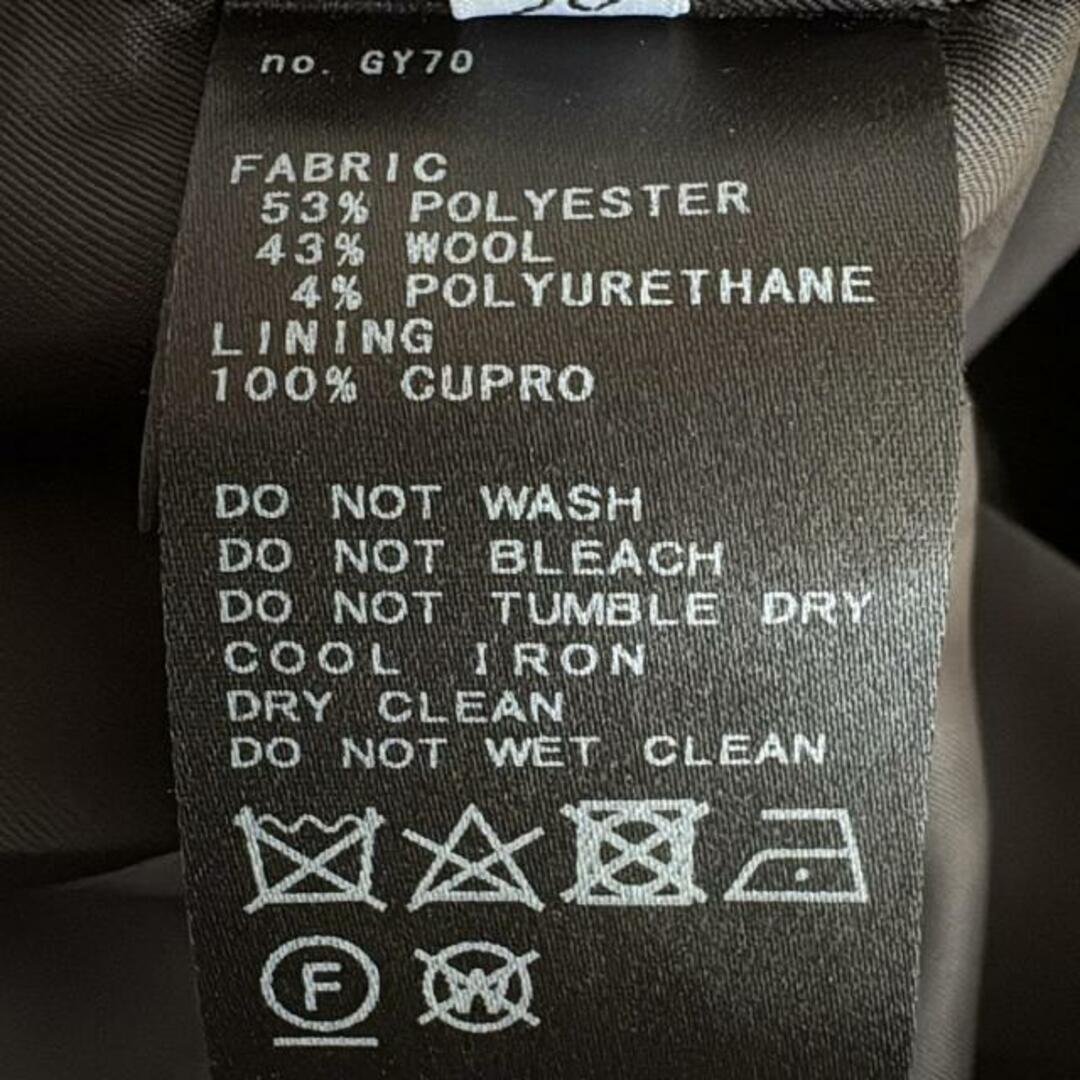 no. GY70
FABRIC
53% POLYESTER
43% WOOL
4% POLYURETHANE
LINING
100% CUPRO
DO NOT WASH
DO NOT BLEACH
DO NOT TUMBLE DRY
COOL IRON
DRY CLEAN
DO NOT WET CLEAN
F W